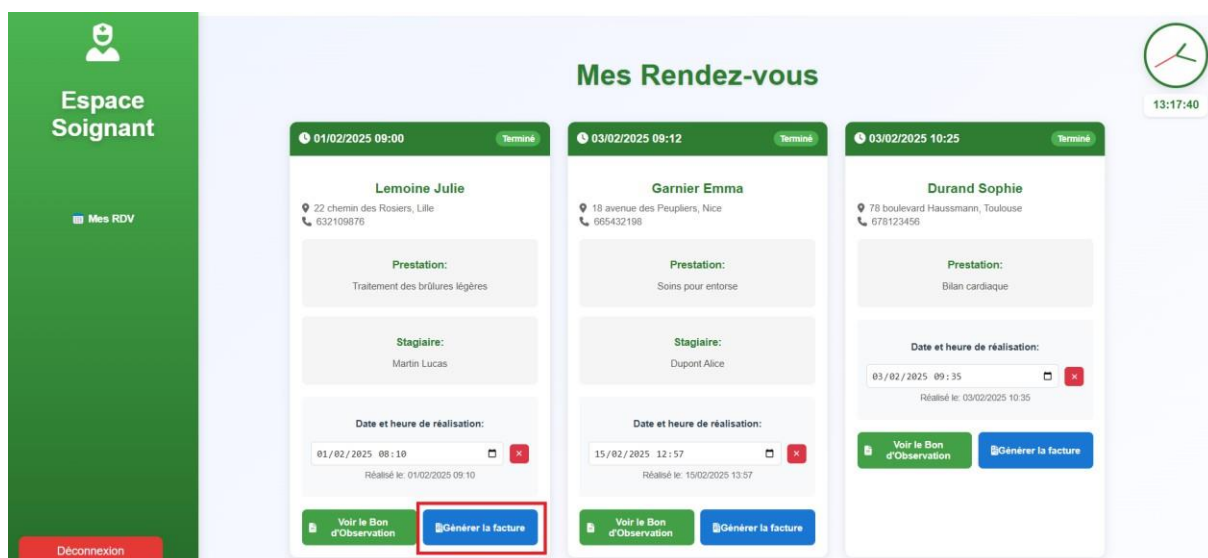 Espace
Soignant
Mes RDV
Déconnexion
Mes Rendez-vous
13:17:40
01/02/2025 09:00
Terminé
Lemoine Julie
22 chemin des Rosiers, Lille
632109876
Prestation:
Traitement des brûlures légères
Stagiaire:
Martin Lucas
Date et heure de réalisation:
01/02/2025 08:10
Réalisé le: 01/02/2025 09:10
Voir le Bon
d'Observation
Générer la facture
03/02/2025 09:12
Terminé
Garnier Emma
18 avenue des Peupliers, Nice
665432198
Prestation:
Soins pour entorse
Stagiaire:
Dupont Alice
Date et heure de réalisation:
15/02/2025 12:57
Réalisé le: 15/02/2025 13:57
Voir le Bon
d'Observation
Générer la facture
03/02/2025 10:25
Terminé
Durand Sophie
78 boulevard Haussmann, Toulouse
678123456
Prestation:
Bilan cardiaque
Date et heure de réalisation:
03/02/2025 09:35
Réalisé le: 03/02/2025 10:35
Voir le Bon
d'Observation
Générer la facture